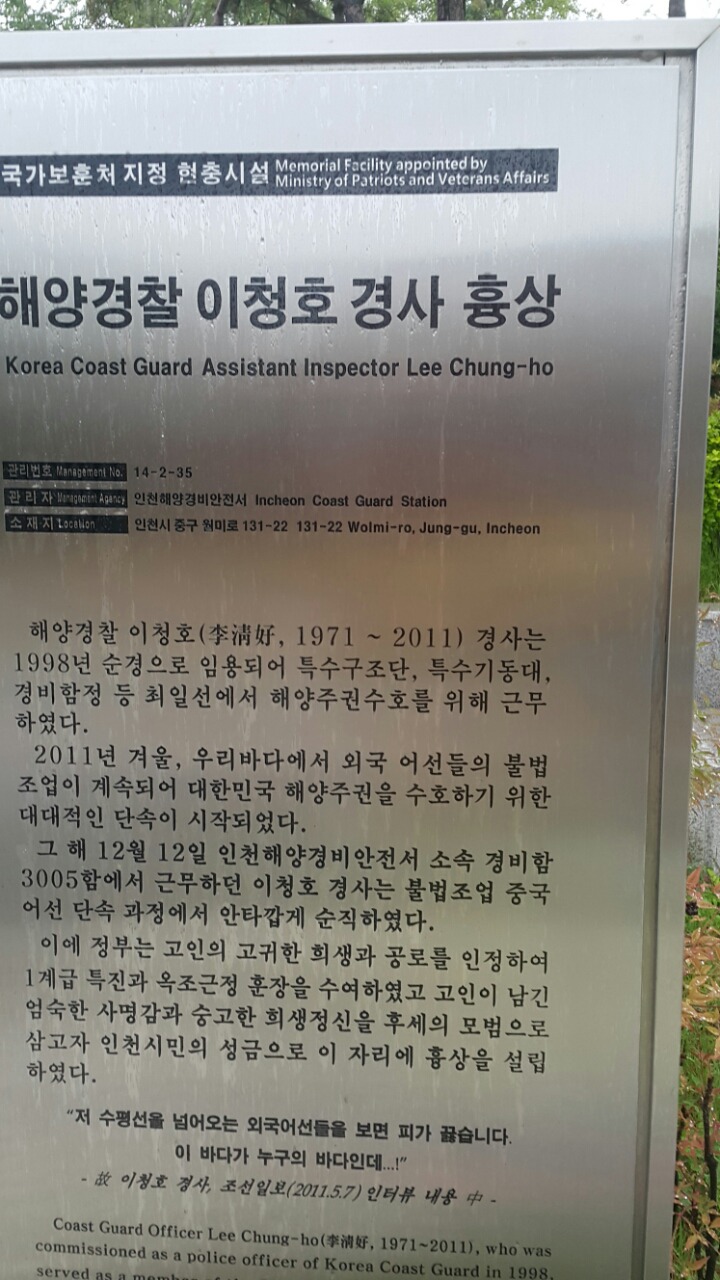 국가보훈처 지정 현충시설 Memorial Facility appointed by
Ministry of Patriots and Veterans Affairs
해양경찰 이청호 경사 흉상
Korea Coast Guard Assistant Inspector Lee Chung-ho
관리번호 Management No. 14-2-35
관리자 Management Agency 인천해양경비안전서 Incheon Coast Guard Station
소재지 Location 인천시 중구 월미로 131-22 131-22 Wolmi-ro, Jung-gu, Incheon
해양경찰 이청호(李淸好, 1971 ~ 2011) 경사는
1998년 순경으로 임용되어 특수구조단, 특수기동대,
경비함정 등 최일선에서 해양주권수호를 위해 근무
하였다.
2011년 겨울, 우리바다에서 외국 어선들의 불법
조업이 계속되어 대한민국 해양주권을 수호하기 위한
대대적인 단속이 시작되었다.
그 해 12월 12일 인천해양경비안전서 소속 경비함
3005함에서 근무하던 이청호 경사는 불법조업 중국
어선 단속 과정에서 안타깝게 순직하였다.
이에 정부는 고인의 고귀한 희생과 공로를 인정하여
1계급 특진과 옥조근정 훈장을 수여하였고 고인이 남긴
엄숙한 사명감과 숭고한 희생정신을 후세의 모범으로
삼고자 인천시민의 성금으로 이 자리에 흉상을 설립
하였다.
“저 수평선을 넘어오는 외국어선들을 보면 피가 끓습니다.
이 바다가 누구의 바다인데...!”
- 故 이청호 경사, 조선일보(2011.5.7) 인터뷰 내용 中 -
Coast Guard Officer Lee Chung-ho(李淸好, 1971~2011), who was
commissioned as a police officer of Korea Coast Guard in 1998,
served as a member of